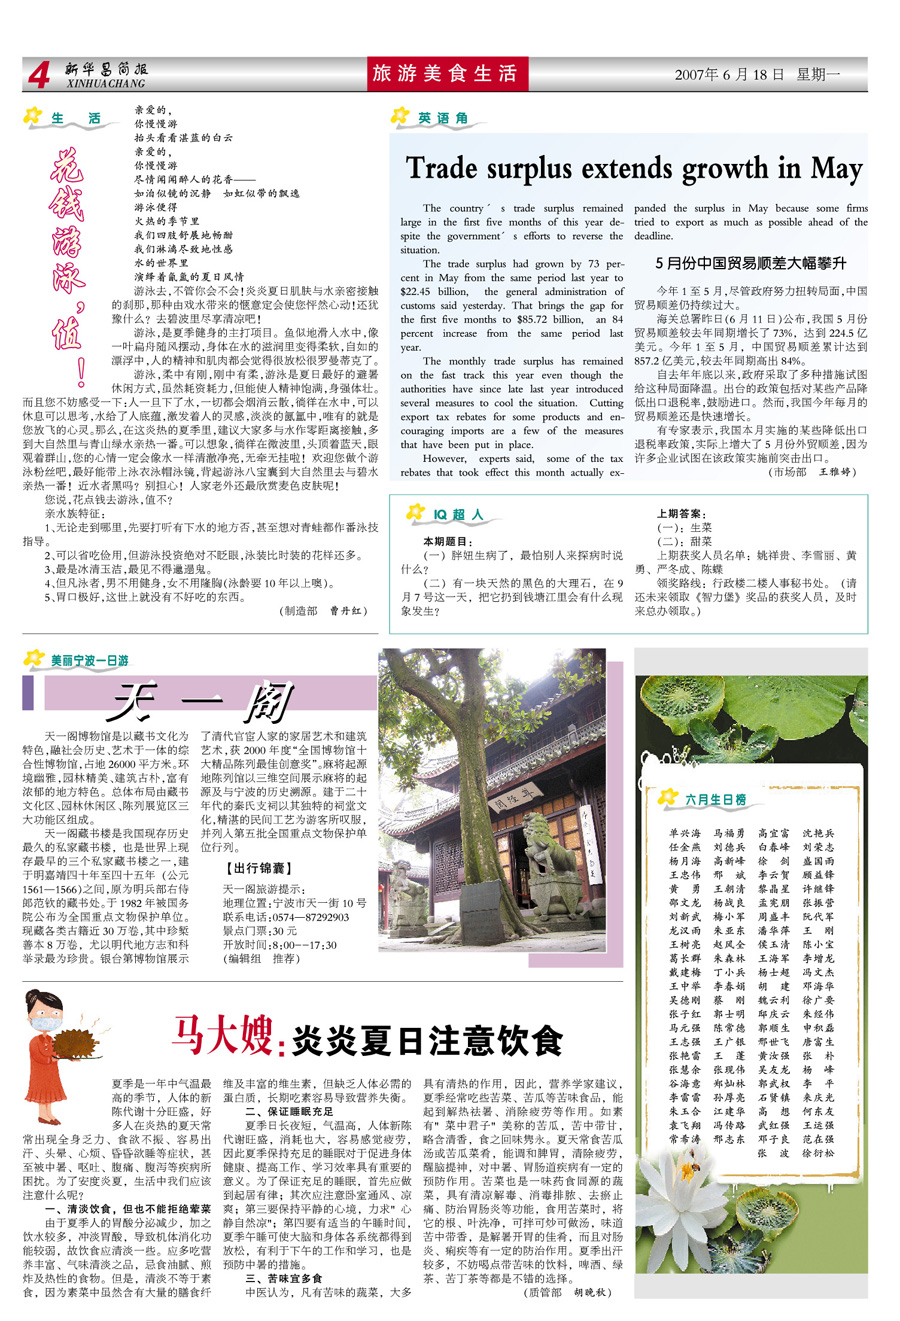 4
新华昌简报
XINHUACHANG
旅游美食生活
2007年6月18日 星期一
生 活
花钱游泳,值!
亲爱的,
你慢慢游
抬头看看湛蓝的白云
亲爱的,
你慢慢游
尽情闻闻醉人的花香——
如泊似镜的沉静 如虹似带的飘逸
游泳使得
火热的季节里
我们四肢舒展地畅酣
我们淋漓尽致地性感
水的世界里
演绎着氤氲的夏日风情
游泳去,不管你会不会!炎炎夏日肌肤与水亲密接触
的刹那,那种由戏水带来的惬意定会使您怦然心动!还犹
豫什么?去碧波里尽享清凉吧!
游泳,是夏季健身的主打项目。鱼似地滑入水中,像
一叶扁舟随风摆动,身体在水的滋润里变得柔软,自如的
漂浮中,人的精神和肌肉都会觉得很放松很罗曼蒂克了。
游泳,柔中有刚,刚中有柔,游泳是夏日最好的避暑
休闲方式,虽然耗资耗力,但能使人精神饱满,身强体壮。
而且您不妨感受一下:人一旦下了水,一切都会烟消云散,徜徉在水中,可以
休息可以思考,水给了人底蕴,激发着人的灵感,淡淡的氤氲中,唯有的就是
您放飞的心灵。那么,在这炎热的夏季里,建议大家多与水作零距离接触,多
到大自然里与青山绿水亲热一番。可以想象,徜徉在微波里,头顶着蓝天,眼
观着群山,您的心情一定会像水一样清澈净亮,无牵无挂啦!欢迎您做个游
泳粉丝吧,最好能带上泳衣泳帽泳镜,背起游泳八宝囊到大自然里去与碧水
亲热一番!近水者黑吗?别担心!人家老外还最欣赏麦色皮肤呢!
您说,花点钱去游泳,值不?
亲水族特征:
1、无论走到哪里,先要打听有下水的地方否,甚至想对青蛙都作番泳技
指导。
2、可以省吃俭用,但游泳投资绝对不眨眼,泳装比时装的花样还多。
3、最是冰清玉洁,最见不得邋遢鬼。
4、但凡泳者,男不用健身,女不用隆胸(泳龄要10年以上噢)。
5、胃口极好,这世上就没有不好吃的东西。
(制造部 曹丹红)
英语角
Trade surplus extends growth in May
The country´s trade surplus remained
large in the first five months of this year de-
spite the government´s efforts to reverse the
situation.
The trade surplus had grown by 73 per-
cent in May from the same period last year to
$22.45 billion, the general administration of
customs said yesterday. That brings the gap for
the first five months to $85.72 billion, an 84
percent increase from the same period last
year.
The monthly trade surplus has remained
on the fast track this year even though the
authorities have since late last year introduced
several measures to cool the situation. Cutting
export tax rebates for some products and en-
couraging imports are a few of the measures
that have been put in place.
However, experts said, some of the tax
rebates that took effect this month actually ex-
panded the surplus in May because some firms
tried to export as much as possible ahead of the
deadline.
5月份中国贸易顺差大幅攀升
今年1至5月,尽管政府努力扭转局面,中国
贸易顺差仍持续过大。
海关总署昨日(6月11日)公布,我国5月份
贸易顺差较去年同期增长了73%,达到224.5亿
美元。今年1至5月,中国贸易顺差累计达到
857.2亿美元,较去年同期高出84%。
自去年年底以来,政府采取了多种措施试图
给这种局面降温。出台的政策包括对某些产品降
低出口退税率,鼓励进口。然而,我国今年每月的
贸易顺差还是快速增长。
有专家表示,我国本月实施的某些降低出口
退税率政策,实际上增大了5月份外贸顺差,因为
许多企业试图在该政策实施前突击出口。
(市场部 王雅婷)
IQ超人
本期题目:
(一)胖妞生病了,最怕别人来探病时说
什么?
(二)有一块天然的黑色的大理石,在9
月7号这一天,把它扔到钱塘江里会有什么现
象发生?
上期答案:
(一):生菜
(二):甜菜
上期获奖人员名单:姚祥贵、李雪丽、黄
勇、严冬成、陈蝶
领奖路线:行政楼二楼人事秘书处。(请
还未来领取《智力堡》奖品的获奖人员,及时
来总办领取。)
美丽宁波一日游
天一阁
天一阁博物馆是以藏书文化为
特色,融社会历史、艺术于一体的综
合性博物馆,占地26000平方米。环
境幽雅,园林精美、建筑古朴,富有
浓郁的地方特色。总体布局由藏书
文化区、园林休闲区、陈列展览区三
大功能区组成。
天一阁藏书楼是我国现存历史
最久的私家藏书楼,也是世界上现
存最早的三个私家藏书楼之一,建
于明嘉靖四十年至四十五年(公元
1561—1566)之间,原为明兵部右侍
郎范钦的藏书处。于1982年被国务
院公布为全国重点文物保护单位。
现藏各类古籍近30万卷,其中珍椠
善本8万卷,尤以明代地方志和科
举录最为珍贵。银台第博物馆展示
了清代官宦人家的家居艺术和建筑
艺术,获2000年度“全国博物馆十
大精品陈列最佳创意奖”。麻将起源
地陈列馆以三维空间展示麻将的起
源及与宁波的历史溯源。建于二十
年代的秦氏支祠以其独特的祠堂文
化,精湛的民间工艺为游客所叹服,
并列入第五批全国重点文物保护单
位行列。
【出行锦囊】
天一阁旅游提示:
地理位置:宁波市天一街10号
联系电话:0574—87292903
景点门票:30元
开放时间:8:00--17:30
(编辑组 推荐)
六月生日榜
单兴海 马福勇 高宜富 沈艳兵
任金燕 刘德兵 白春峰 刘荣志
杨月海 高新峰 徐 剑 盛国雨
王忠伟 邢 斌 李云贺 顾益锋
黄 勇 王朝清 黎晶星 许继锋
邵文龙 杨战良 孟宪朋 张振营
刘新武 梅小军 周盛丰 阮代军
龙汉雨 朱亚东 潘华萍 王 刚
王树亮 赵凤全 侯玉清 陈小宝
葛长群 朱森林 王海军 李增龙
戴建梅 丁小兵 杨士超 冯文杰
王中举 李春娟 胡 建 邓海华
吴德刚 蔡 刚 魏云利 徐广要
张子红 郭士明 邸庆云 朱经伟
马元强 陈常德 郭顺生 申积磊
王志强 王广银 邢世飞 唐富生
张艳雷 王 蓬 黄汝强 张 朴
张慧余 张现伟 吴友龙 杨 峰
谷海意 郑灿林 郭武权 李 平
李雷雷 孙厚亮 石贤镇 朱庆光
朱玉合 江建华 高 想 何东友
袁飞翔 冯传路 武红强 王运强
常希涛 邢志东 邓子良 范在强
张 波 徐衍松
马大嫂:炎炎夏日注意饮食
夏季是一年中气温最
高的季节,人体的新
陈代谢十分旺盛,好
多人在炎热的夏天常
常出现全身乏力、食欲不振、容易出
汗、头晕、心烦、昏昏欲睡等症状,甚
至被中暑、呕吐、腹痛、腹泻等疾病所
困扰。为了安度炎夏,生活中我们应该
注意什么呢?
一、清淡饮食,但也不能拒绝荤菜
由于夏季人的胃酸分泌减少,加之
饮水较多,冲淡胃酸,导致机体消化功
能较弱,故饮食应清淡一些。应多吃营
养丰富、气味清淡之品,忌食油腻、煎
炸及热性的食物。但是,清淡不等于素
食,因为素菜中虽然含有大量的膳食纤
维及丰富的维生素,但缺乏人体必需的
蛋白质,长期吃素容易导致营养失衡。
二、保证睡眠充足
夏季日长夜短,气温高,人体新陈
代谢旺盛,消耗也大,容易感觉疲劳,
因此夏季保持充足的睡眠对于促进身体
健康、提高工作、学习效率具有重要的
意义。为了保证充足的睡眠,首先应做
到起居有律;其次应注意卧室通风、凉
爽;第三要保持平静的心境,力求"心
静自然凉";第四要有适当的午睡时间,
夏季午睡可使大脑和身体各系统都得到
放松,有利于下午的工作和学习,也是
预防中暑的措施。
三、苦味宜多食
中医认为,凡有苦味的蔬菜,大多
具有清热的作用,因此,营养学家建议,
夏季经常吃些苦菜、苦瓜等苦味食品,能
起到解热祛暑、消除疲劳等作用。如素
有"菜中君子"美称的苦瓜,苦中带甘,
略含清香,食之回味隽永。夏天常食苦瓜
汤或苦瓜菜肴,能调和脾胃,清除疲劳,
醒脑提神,对中暑、胃肠道疾病有一定的
预防作用。苦菜也是一味药食同源的蔬
菜,具有清凉解毒、消毒排脓、去瘀止
痛、防治胃肠炎等功能,食用苦菜时,将
它的根、叶洗净,可拌可炒可做汤,味道
苦中带香,是解暑开胃的佳肴,而且对肠
炎、痢疾等有一定的防治作用。夏季出汗
较多,不妨喝点带苦味的饮料,啤酒、绿
茶、苦丁茶等都是不错的选择。
(质管部 胡晚秋)